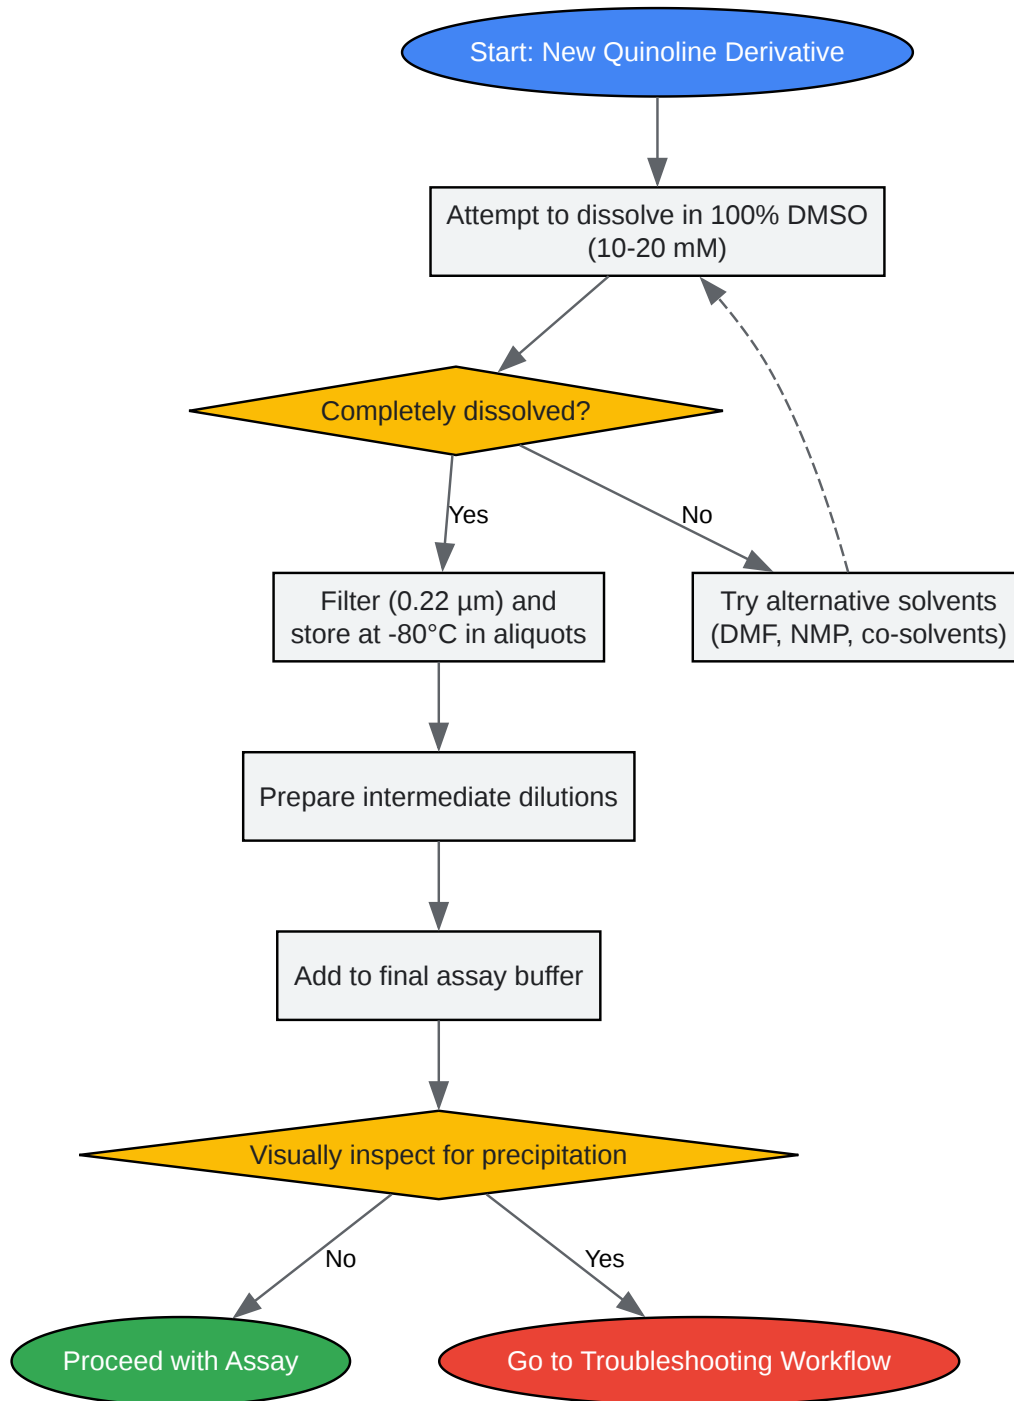 Start: New Quinoline Derivative
Attempt to dissolve in 100% DMSO
(10-20 mM)
Completely dissolved?
Yes
No
Filter (0.22 µm) and
store at -80°C in aliquots
Try alternative solvents
(DMF, NMP, co-solvents)
Prepare intermediate dilutions
Add to final assay buffer
Visually inspect for precipitation
No
Yes
Proceed with Assay
Go to Troubleshooting Workflow